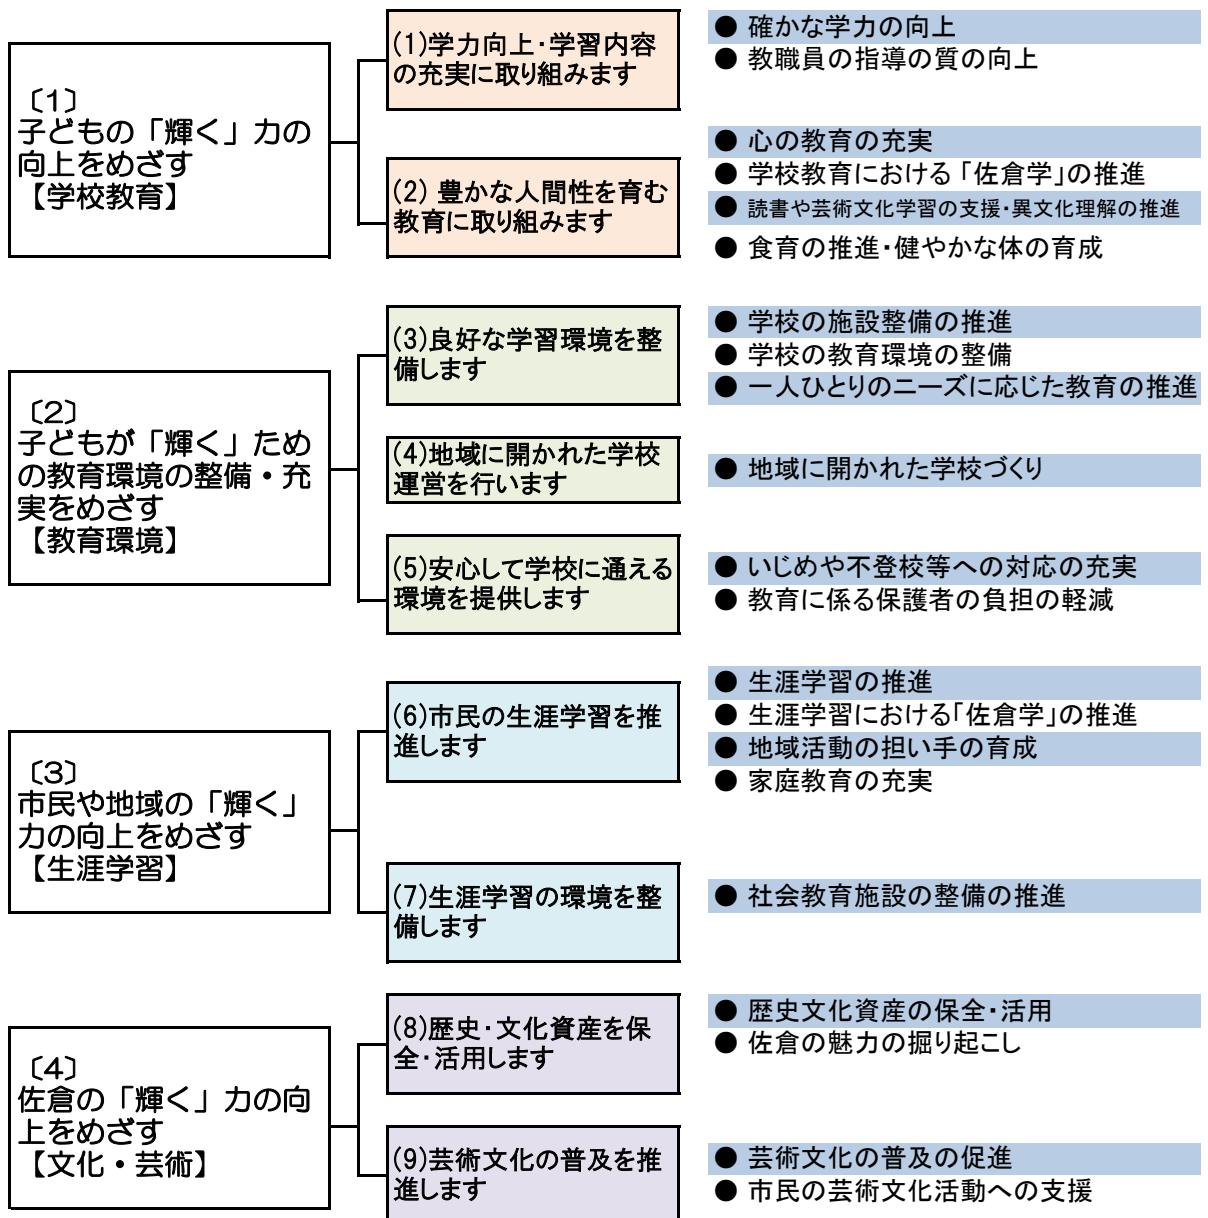 〔1〕
子どもの「輝く」力の
向上をめざす
【学校教育】
(1)学力向上・学習内容
の充実に取り組みます
● 確かな学力の向上
● 教職員の指導の質の向上
(2) 豊かな人間性を育む
教育に取り組みます
● 心の教育の充実
● 学校教育における「佐倉学」の推進
● 読書や芸術文化学習の支援・異文化理解の推進
● 食育の推進・健やかな体の育成
〔2〕
子どもが「輝く」ため
の教育環境の整備・充
実をめざす
【教育環境】
(3)良好な学習環境を整
備します
● 学校の施設整備の推進
● 学校の教育環境の整備
● 一人ひとりのニーズに応じた教育の推進
(4)地域に開かれた学校
運営を行います
● 地域に開かれた学校づくり
(5)安心して学校に通える
環境を提供します
● いじめや不登校等への対応の充実
● 教育に係る保護者の負担の軽減
〔3〕
市民や地域の「輝く」
力の向上をめざす
【生涯学習】
(6)市民の生涯学習を推
進します
● 生涯学習の推進
● 生涯学習における「佐倉学」の推進
● 地域活動の担い手の育成
● 家庭教育の充実
(7)生涯学習の環境を整
備します
● 社会教育施設の整備の推進
〔4〕
佐倉の「輝く」力の向
上をめざす
【文化・芸術】
(8)歴史・文化資産を保
全・活用します
● 歴史文化資産の保全・活用
● 佐倉の魅力の掘り起こし
(9)芸術文化の普及を推
進します
● 芸術文化の普及の促進
● 市民の芸術文化活動への支援